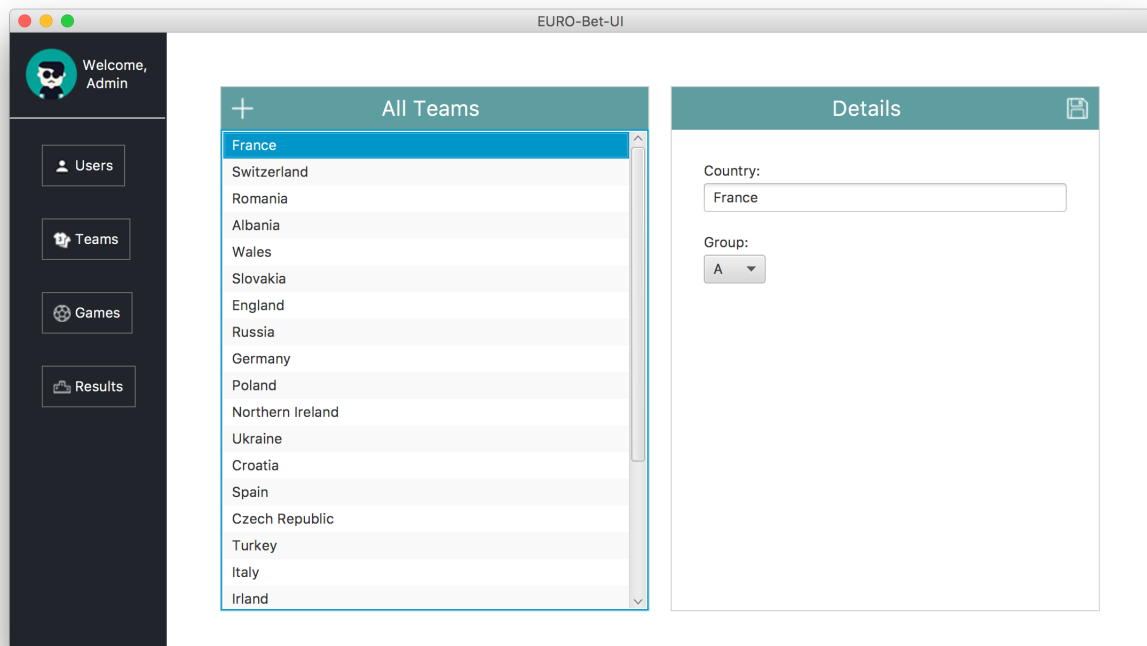 EURO-Bet-UI
Welcome,
Admin
Users
Teams
Games
Results
All Teams
France
Switzerland
Romania
Albania
Wales
Slovakia
England
Russia
Germany
Poland
Northern Ireland
Ukraine
Croatia
Spain
Czech Republic
Turkey
Italy
Irland
Details
Country:
France
Group:
A